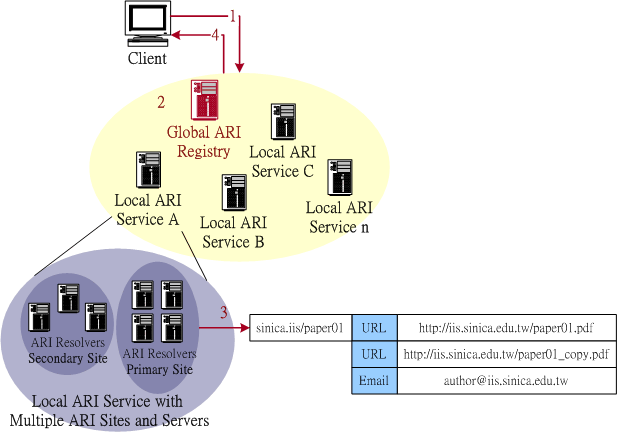 1
4
Client
2
Global ARI
Registry
Local ARI
Service C
Local ARI
Service A
Local ARI
Service B
Local ARI
Service n
3
ARI Resolvers
Secondary Site
ARI Resolvers
Primary Site
Local ARI Service with
Multiple ARI Sites and Servers
sinica.iis/paper01 URL http://iis.sinica.edu.tw/paper01.pdf
URL http://iis.sinica.edu.tw/paper01_copy.pdf
Email author@iis.sinica.edu.tw